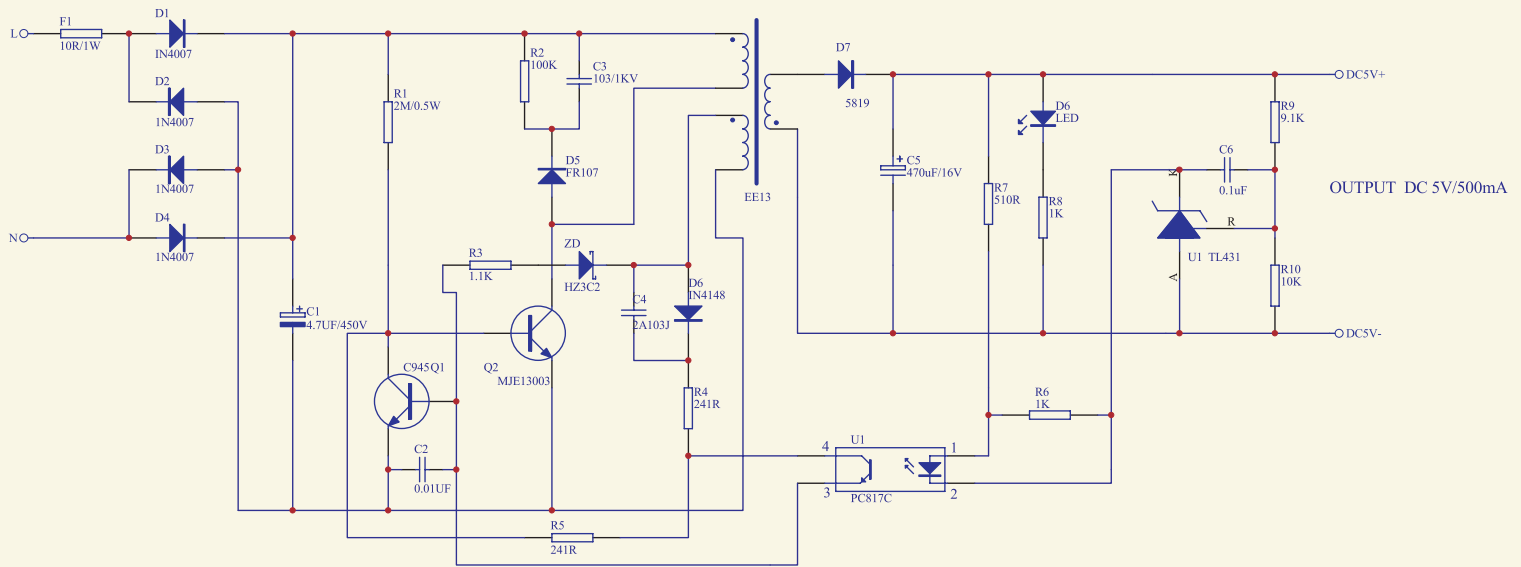 F1
L
10R/1W
D1
IN4007
D2
1N4007
D3
1N4007
N
D4
1N4007
R1
2M/0.5W
R2
100K
C3
103/1KV
D5
FR107
EE13
D7
5819
DC5V+
D6
LED
R9
9.1K
C5
470uF/16V
R7
510R
R8
1K
C6
0.1uF
K
OUTPUT DC 5V/500mA
R
U1 TL431
A
R10
10K
DC5V-
ZD
HZ3C2
R3
1.1K
C4
2A103J
D6
IN4148
C1
4.7UF/450V
C945Q1
Q2
MJE13003
R4
241R
R6
1K
C2
0.01UF
U1
4
3
1
2
PC817C
R5
241R